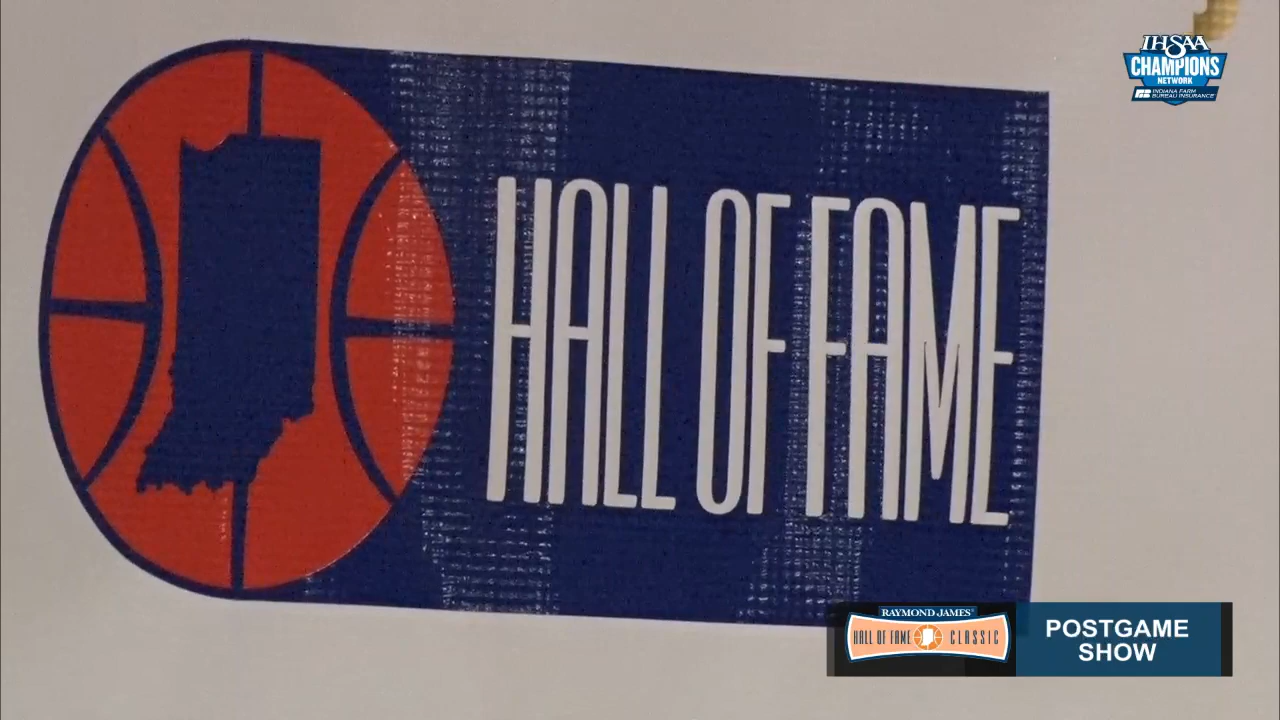 IHSAA
CHAMPIONS
NETWORK
INDIANA FARM
BUREAU INSURANCE
HALL OF FAME
RAYMOND JAMES®
HALL OF FAME CLASSIC
POSTGAME
SHOW